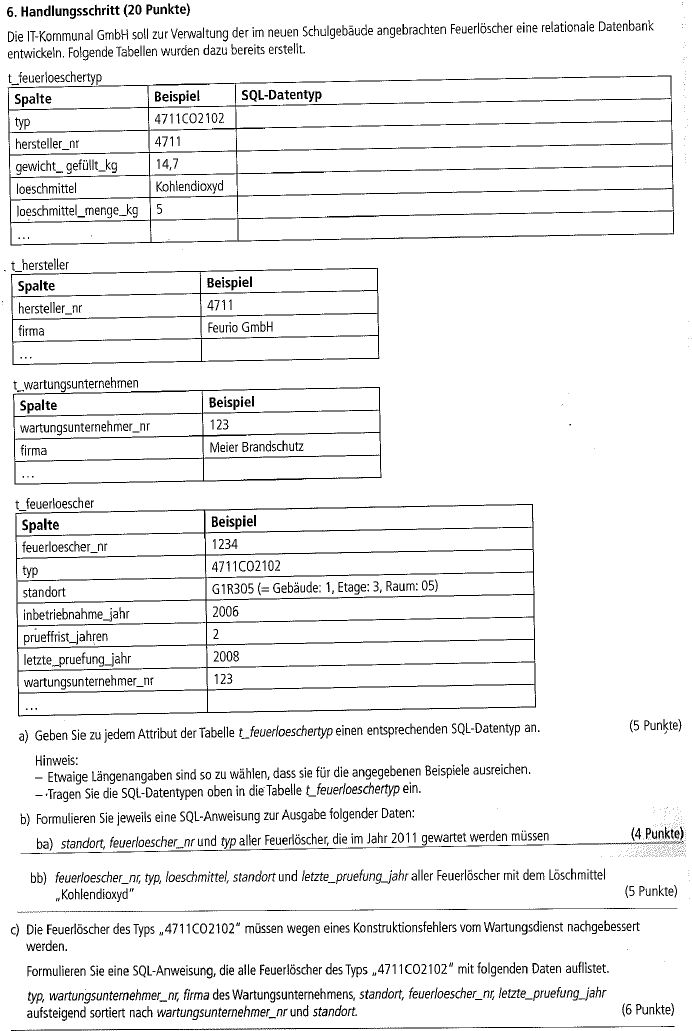 6. Handlungsschritt (20 Punkte)
Die IT-Kommunal GmbH soll zur Verwaltung der im neuen Schulgebäude angebrachten Feuerlöscher eine relationale Datenbank
entwickeln. Folgende Tabellen wurden dazu bereits erstellt.
t_feuerloeschertyp
Spalte Beispiel SQL-Datentyp
typ 4711CO2102
hersteller_nr 4711
gewicht_ gefüllt_kg 14,7
loeschmittel Kohlendioxyd
loeschmittel_menge_kg 5
...
t_hersteller
Spalte Beispiel
hersteller_nr 4711
firma Feurio GmbH
...
t_wartungsunternehmen
Spalte Beispiel
wartungsunternehmer_nr 123
firma Meier Brandschutz
...
t_feuerloescher
Spalte Beispiel
feuerloescher_nr 1234
typ 4711CO2102
standort G1R305 (= Gebäude: 1, Etage: 3, Raum: 05)
inbetriebnahme_jahr 2006
prueffrist_jahren 2
letzte_pruefung_jahr 2008
wartungsunternehmer_nr 123
...
a) Geben Sie zu jedem Attribut der Tabelle t_feuerloeschertyp einen entsprechenden SQL-Datentyp an. (5 Punkte)
Hinweis:
– Etwaige Längenangaben sind so zu wählen, dass sie für die angegebenen Beispiele ausreichen.
– Tragen Sie die SQL-Datentypen oben in die Tabelle t_feuerloeschertyp ein.
b) Formulieren Sie jeweils eine SQL-Anweisung zur Ausgabe folgender Daten:
ba) standort, feuerloescher_nr und typ aller Feuerlöscher, die im Jahr 2011 gewartet werden müssen (4 Punkte)
bb) feuerloescher_nr, typ, loeschmittel, standort und letzte_pruefung_jahr aller Feuerlöscher mit dem Löschmittel
„Kohlendioxyd" (5 Punkte)
c) Die Feuerlöscher des Typs „4711CO2102" müssen wegen eines Konstruktionsfehlers vom Wartungsdienst nachgebessert
werden.
Formulieren Sie eine SQL-Anweisung, die alle Feuerlöscher des Typs „4711CO2102" mit folgenden Daten auflistet.
typ, wartungsunternehmer_nr, firma des Wartungsunternehmens, standort, feuerloescher_nr, letzte_pruefung_jahr
aufsteigend sortiert nach wartungsunternehmer_nr und standort. (6 Punkte)